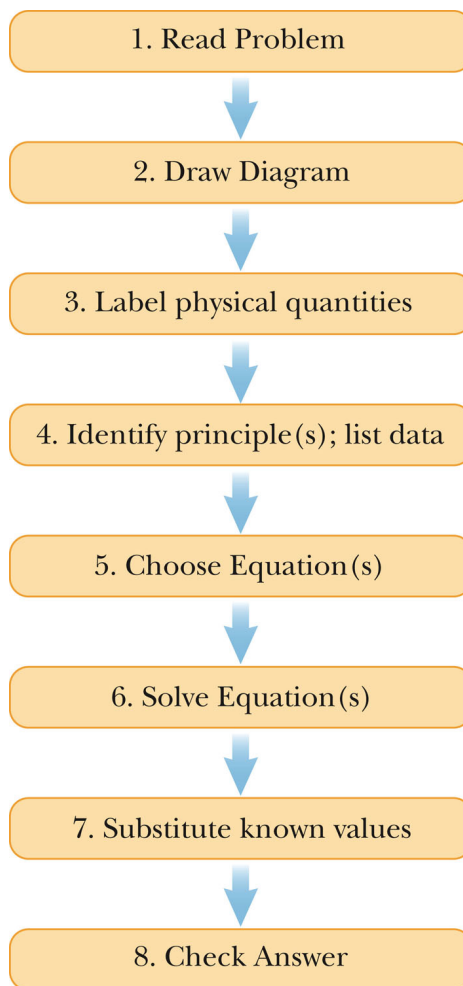 1. Read Problem
2. Draw Diagram
3. Label physical quantities
4. Identify principle(s); list data
5. Choose Equation(s)
6. Solve Equation(s)
7. Substitute known values
8. Check Answer